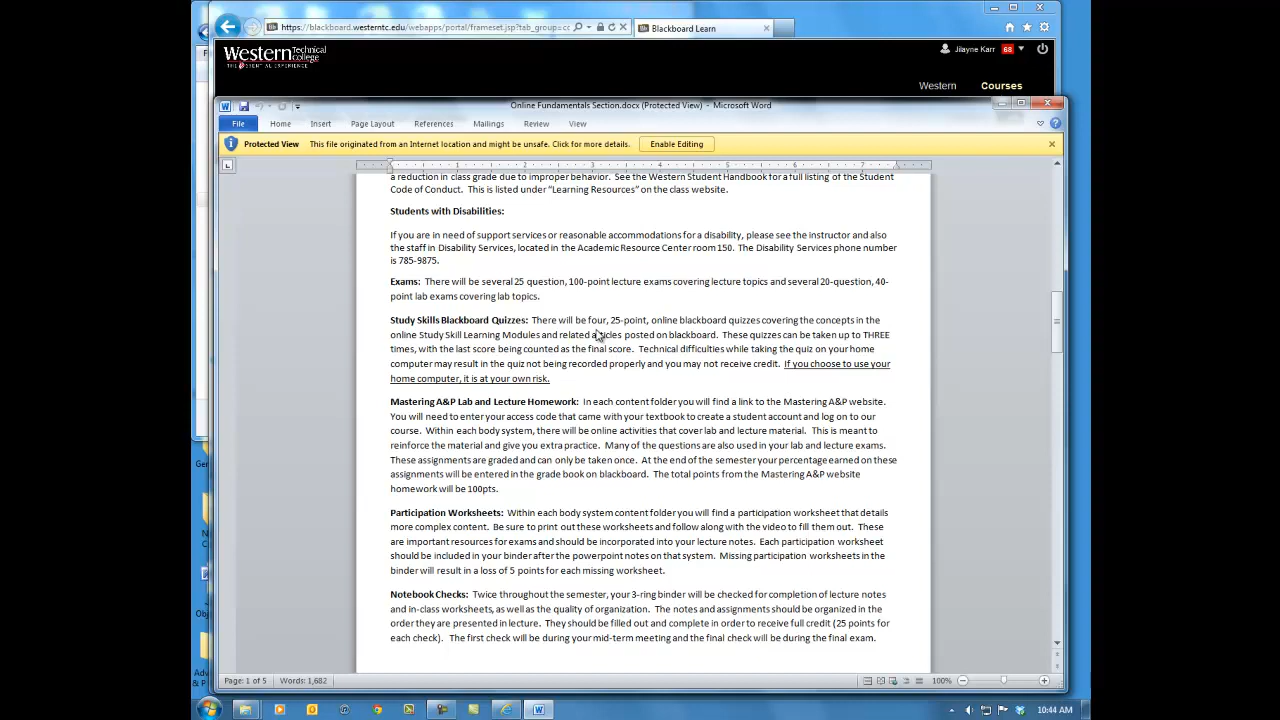 https://blackboard.westerntc.edu/webapps/portal/frameset.jsp?tab_group=cc
Blackboard Learn
Western Technical College
THE ESSENTIAL EXPERIENCE
Jilayne Karr 68
Western Courses
Online Fundamentals Section.docx (Protected View) - Microsoft Word
File Home Insert Page Layout References Mailings Review View
Protected View This file originated from an Internet location and might be unsafe. Click for more details. Enable Editing
1 2 3 4 5 6 7
a reduction in class grade due to improper behavior. See the Western Student Handbook for a full listing of the Student
Code of Conduct. This is listed under "Learning Resources" on the class website.
Students with Disabilities:
If you are in need of support services or reasonable accommodations for a disability, please see the instructor and also
the staff in Disability Services, located in the Academic Resource Center room 150. The Disability Services phone number
is 785-9875.
Exams: There will be several 25 question, 100-point lecture exams covering lecture topics and several 20-question, 40-
point lab exams covering lab topics.
Study Skills Blackboard Quizzes: There will be four, 25-point, online blackboard quizzes covering the concepts in the
online Study Skill Learning Modules and related articles posted on blackboard. These quizzes can be taken up to THREE
times, with the last score being counted as the final score. Technical difficulties while taking the quiz on your home
computer may result in the quiz not being recorded properly and you may not receive credit. If you choose to use your
home computer, it is at your own risk.
Mastering A&P Lab and Lecture Homework: In each content folder you will find a link to the Mastering A&P website.
You will need to enter your access code that came with your textbook to create a student account and log on to our
course. Within each body system, there will be online activities that cover lab and lecture material. This is meant to
reinforce the material and give you extra practice. Many of the questions are also used in your lab and lecture exams.
These assignments are graded and can only be taken once. At the end of the semester your percentage earned on these
assignments will be entered in the grade book on blackboard. The total points from the Mastering A&P website
homework will be 100pts.
Participation Worksheets: Within each body system content folder you will find a participation worksheet that details
more complex content. Be sure to print out these worksheets and follow along with the video to fill them out. These
are important resources for exams and should be incorporated into your lecture notes. Each participation worksheet
should be included in your binder after the powerpoint notes on that system. Missing participation worksheets in the
binder will result in a loss of 5 points for each missing worksheet.
Notebook Checks: Twice throughout the semester, your 3-ring binder will be checked for completion of lecture notes
and in-class worksheets, as well as the quality of organization. The notes and assignments should be organized in the
order they are presented in lecture. They should be filled out and complete in order to receive full credit (25 points for
each check). The first check will be during your mid-term meeting and the final check will be during the final exam.
Page: 1 of 5 Words: 1,682 100%
10:44 AM